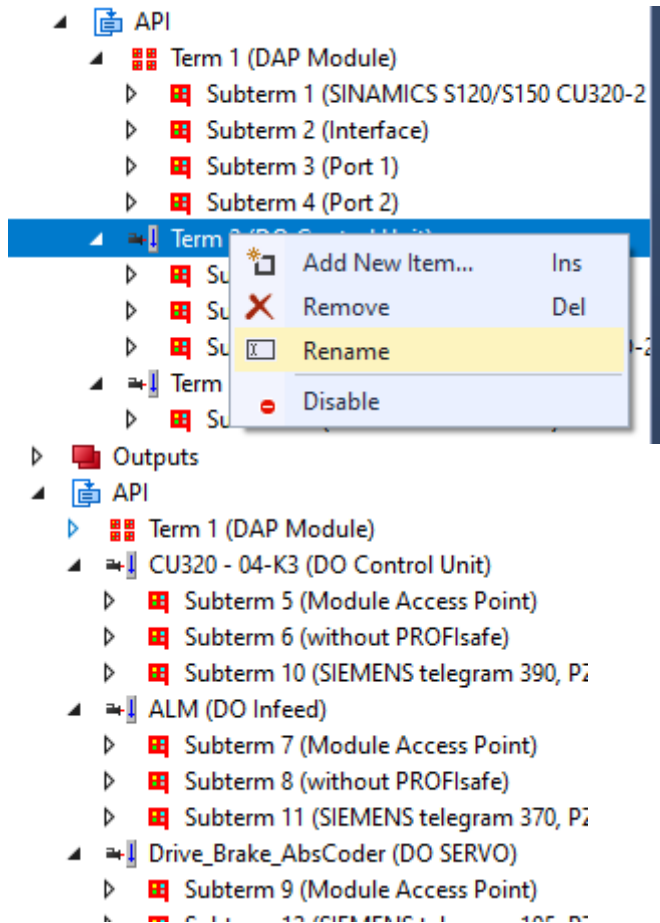 API
Term 1 (DAP Module)
Subterm 1 (SINAMICS S120/S150 CU320-2
Subterm 2 (Interface)
Subterm 3 (Port 1)
Subterm 4 (Port 2)
Term
Add New Item... Ins
Remove Del
Rename
Term
Disable
Outputs
API
Term 1 (DAP Module)
CU320 - 04-K3 (DO Control Unit)
Subterm 5 (Module Access Point)
Subterm 6 (without PROFIsafe)
Subterm 10 (SIEMENS telegram 390,
ALM (DO Infeed)
Subterm 7 (Module Access Point)
Subterm 8 (without PROFIsafe)
Subterm 11 (SIEMENS telegram 370,
Drive_Brake_AbsCoder (DO SERVO)
Subterm 9 (Module Access Point)